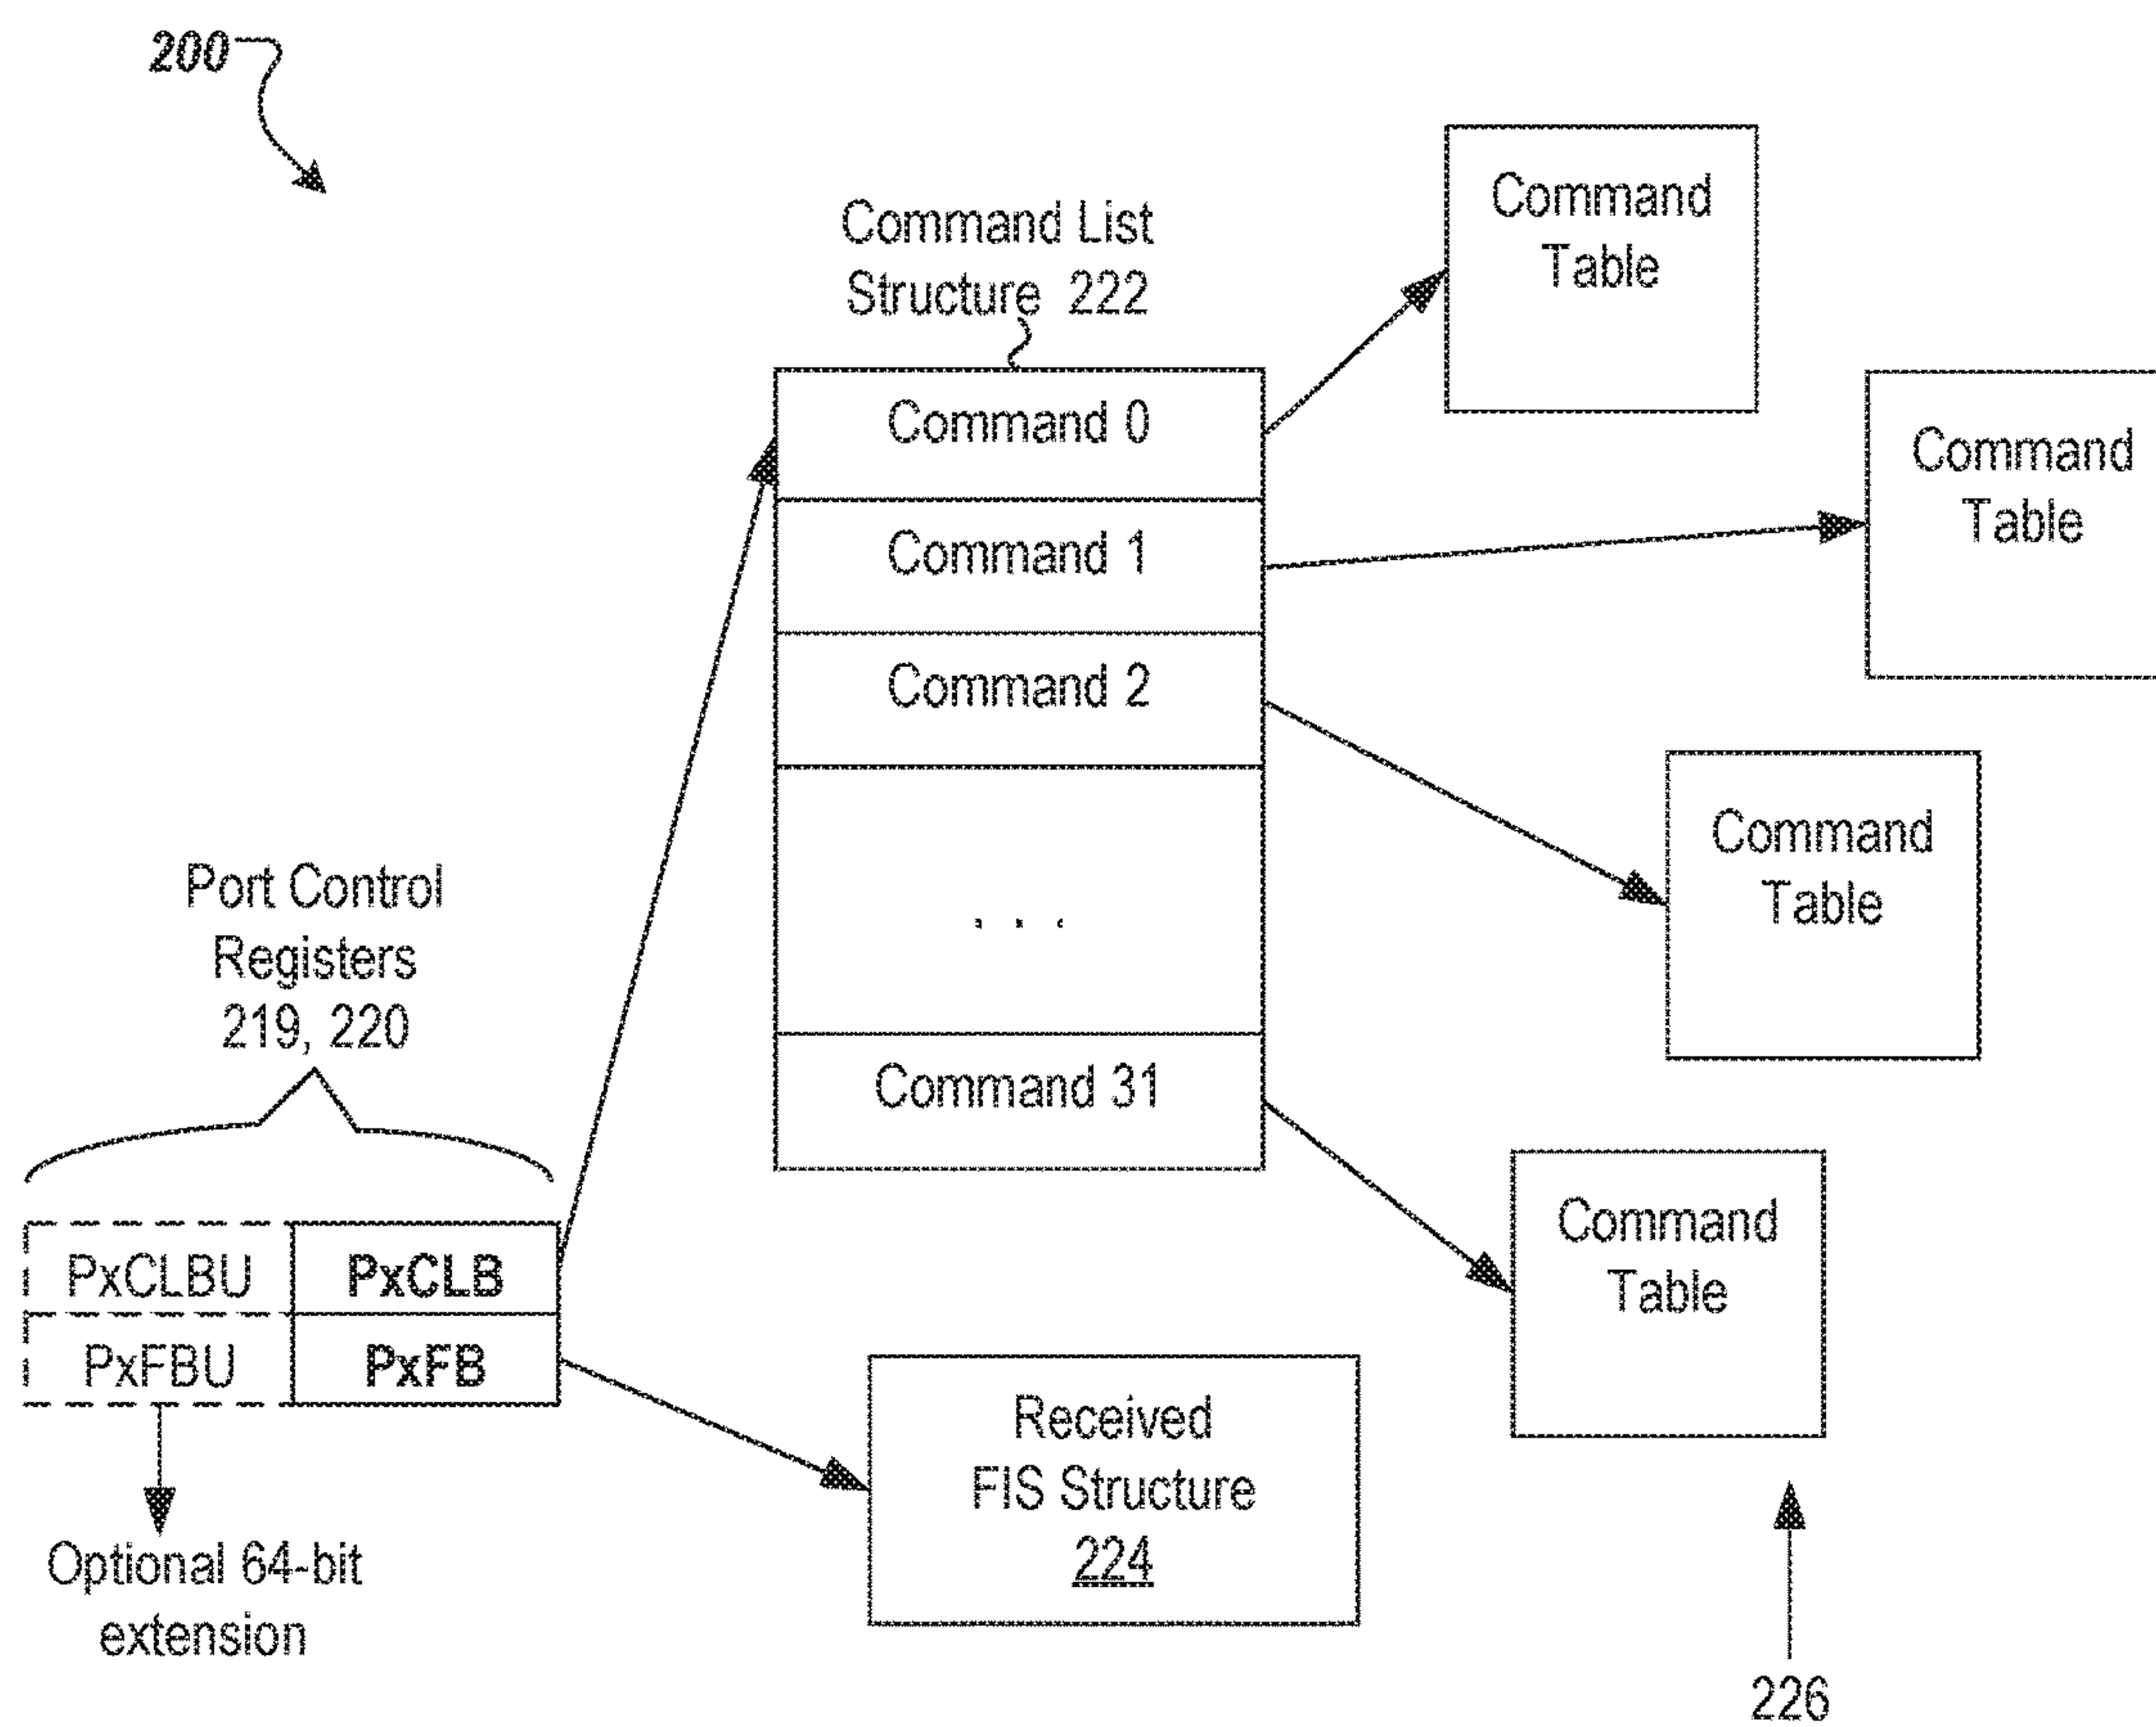 200
Command List
Structure 222
Command
Table
Command 0
Command 1
Command 2
. . .
Command 31
Command
Table
Command
Table
Command
Table
Port Control
Registers
219, 220
PxCLBU PxCLB
PxFBU PxFB
Optional 64-bit
extension
Received
FIS Structure
224
226